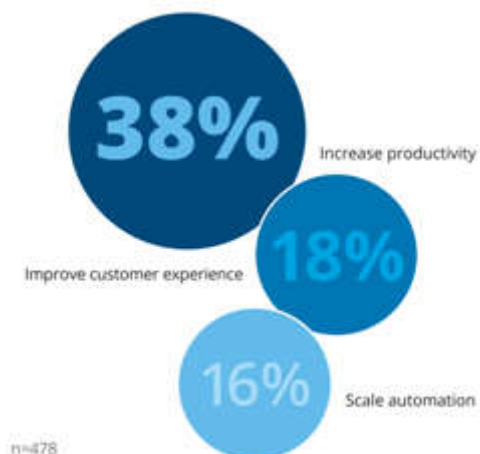 38%
Increase productivity
18%
Improve customer experience
16%
Scale automation
n=478